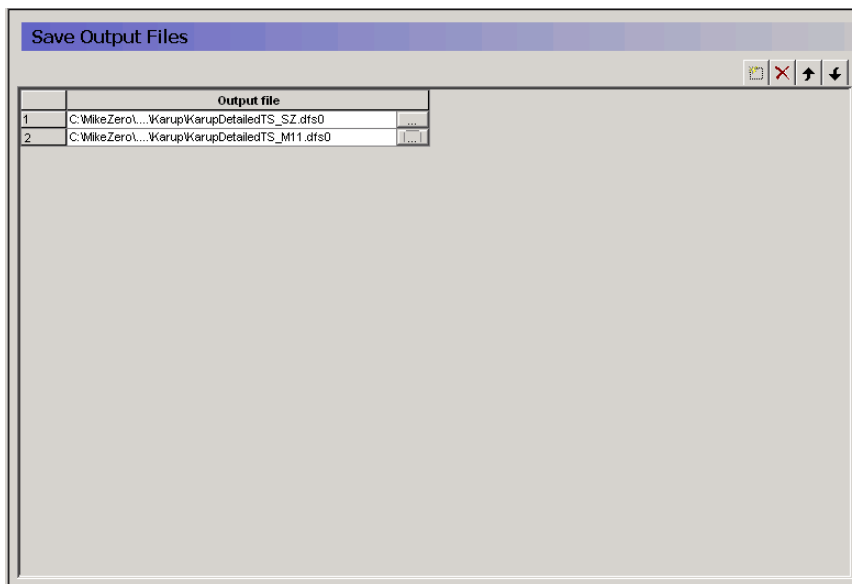 Save Output Files
Output file
1 C:\MikeZero\....\Karup\KarupDetailedTS_SZ.dfs0 ...
2 C:\MikeZero\....\Karup\KarupDetailedTS_M11.dfs0 ...